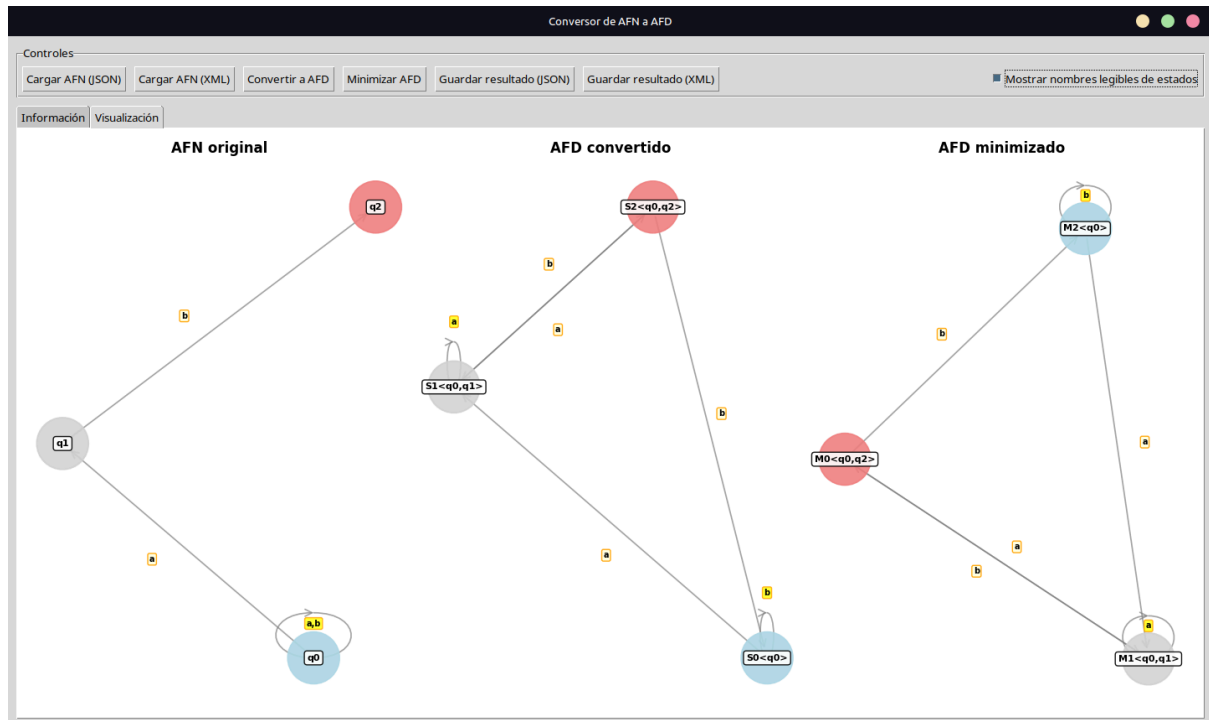 Conversor de AFN a AFD
Controles
Cargar AFN (JSON) Cargar AFN (XML) Convertir a AFD Minimizar AFD Guardar resultado (JSON) Guardar resultado (XML) Mostrar nombres legibles de estados
Información Visualización
AFN original
q2
b
q1
a
a,b
q0
AFD convertido
S2<q0,q2>
b
a
a
S1<q0,q1>
b
a
b
S0<q0>
AFD minimizado
b
M2<q0>
b
a
M0<q0,q2>
a
b
a
M1<q0,q1>